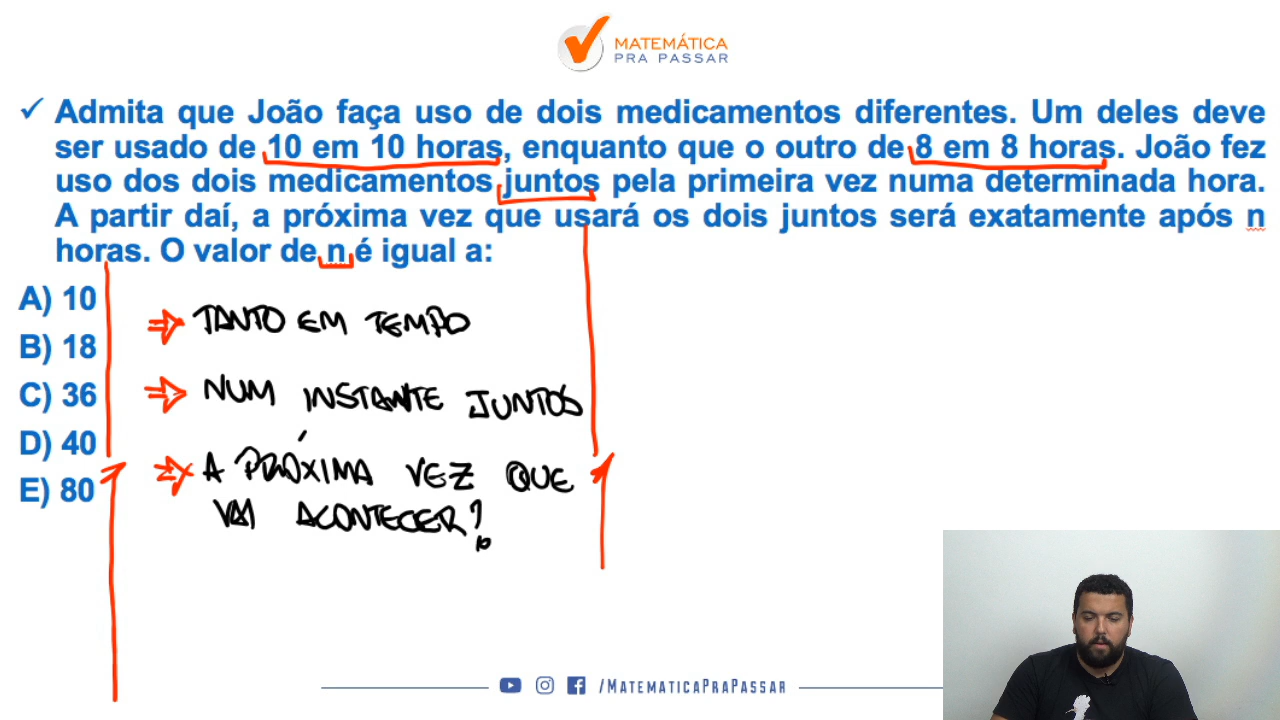 MATEMÁTICA
PRA PASSAR
✓ Admita que João faça uso de dois medicamentos diferentes. Um deles deve
ser usado de 10 em 10 horas, enquanto que o outro de 8 em 8 horas. João fez
uso dos dois medicamentos juntos pela primeira vez numa determinada hora.
A partir daí, a próxima vez que usará os dois juntos será exatamente após n
horas. O valor de n é igual a:
A) 10
B) 18
C) 36
D) 40
E) 80
⇒ TANTO EM TEMPO
⇒ NUM INSTANTE JUNTOS
⇒ A PRÓXIMA VEZ QUE
VAI ACONTECER?
/MATEMATICAPRAPASSAR